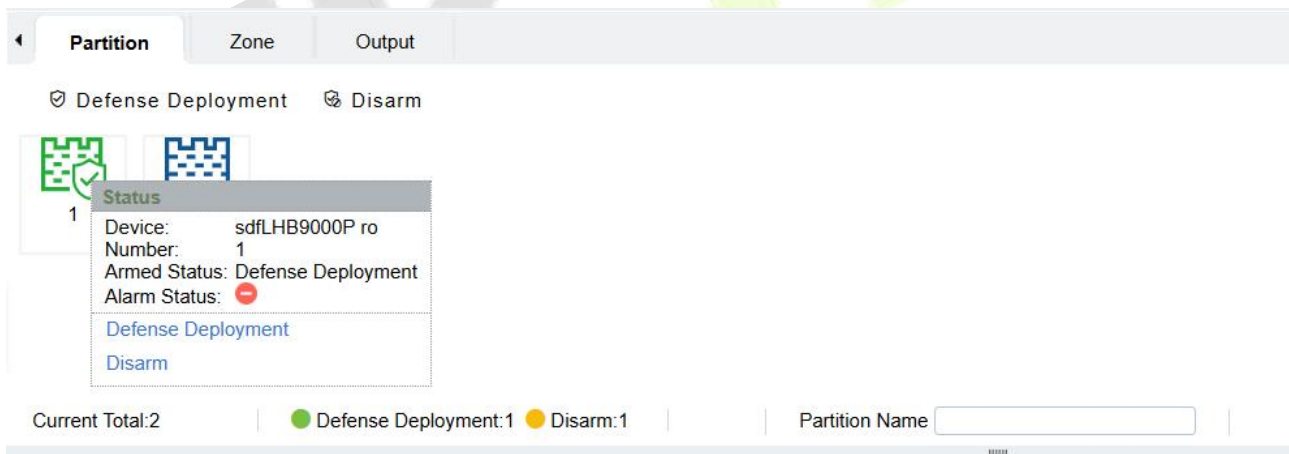 Partition Zone Output
Defense Deployment Disarm
1
Status
Device: sdfLHB9000P ro
Number: 1
Armed Status: Defense Deployment
Alarm Status:
Defense Deployment
Disarm
Current Total:2 Defense Deployment:1 Disarm:1 Partition Name